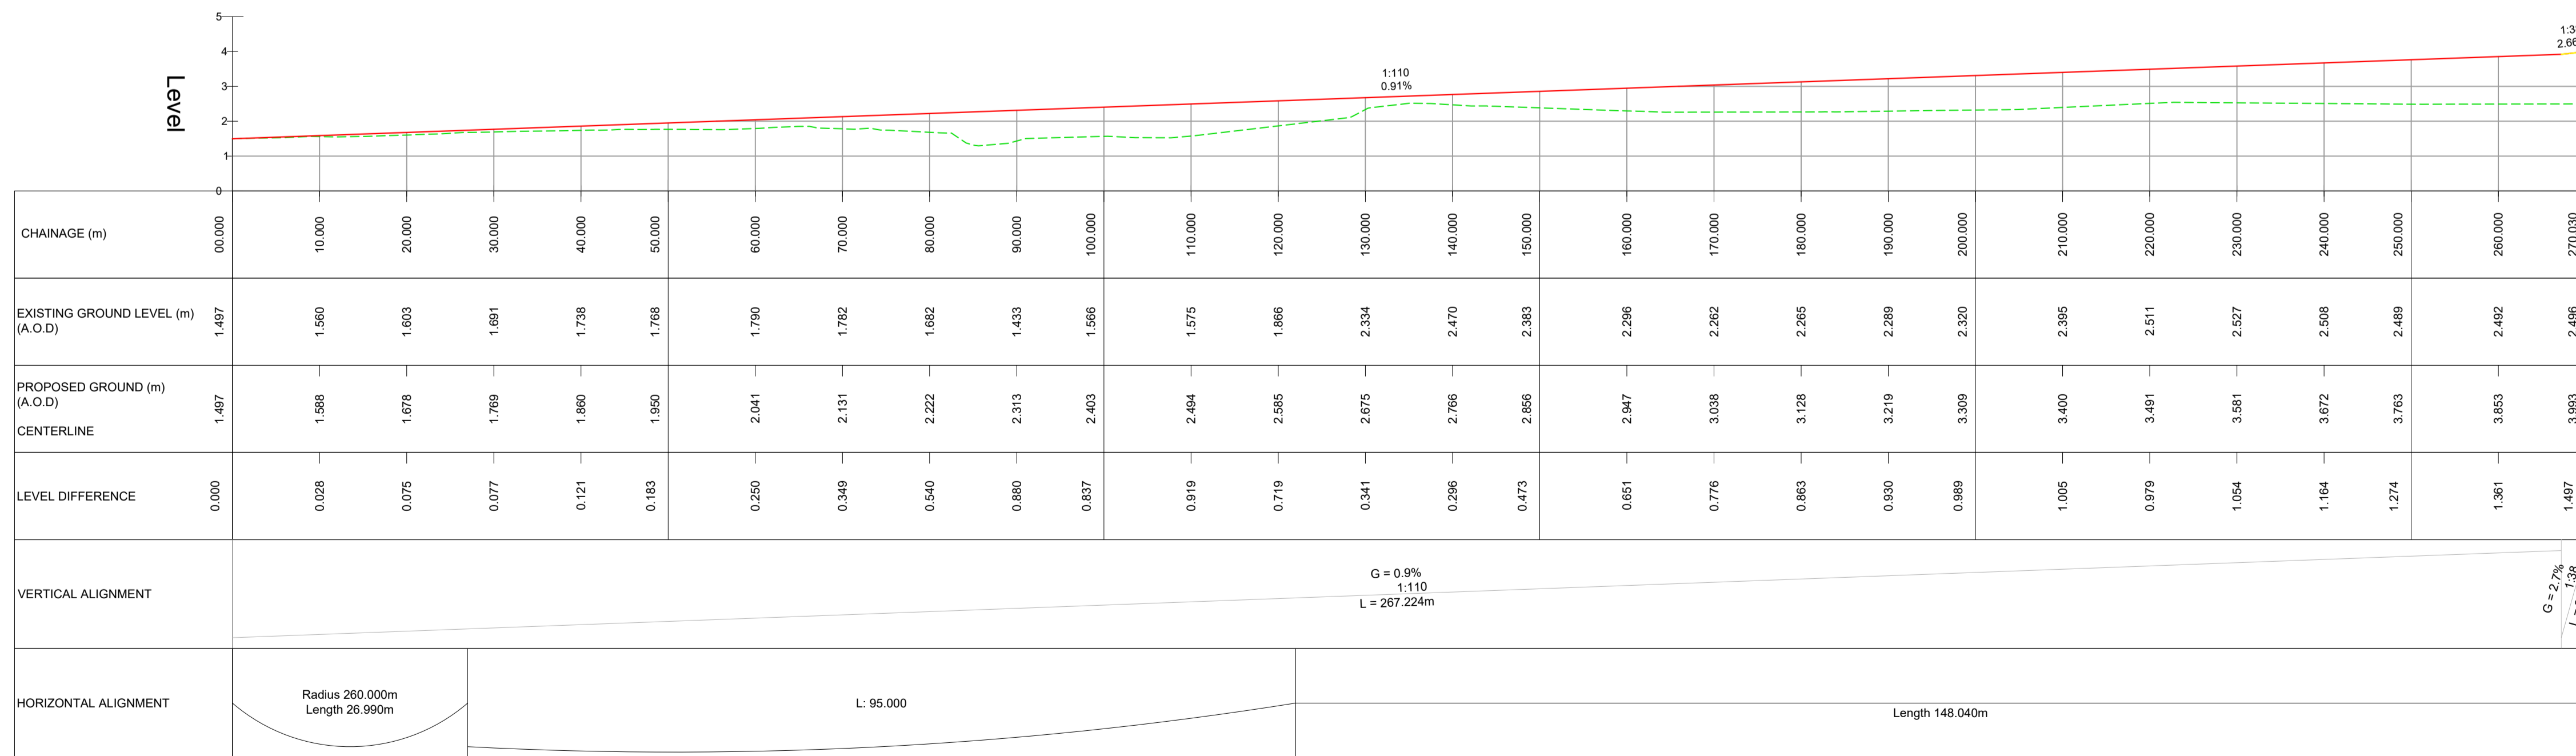 5
4
3
2
1
0
Level
1:110
0.91%
CHAINAGE (m)
00.000 10.000 20.000 30.000 40.000 50.000 60.000 70.000 80.000 90.000 100.000 110.000 120.000 130.000 140.000 150.000 160.000 170.000 180.000 190.000 200.000 210.000 220.000 230.000 240.000 250.000 260.000 270.030
EXISTING GROUND LEVEL (m)
(A.O.D)
1.497 1.560 1.603 1.691 1.738 1.768 1.790 1.782 1.682 1.433 1.566 1.575 1.866 2.334 2.470 2.383 2.296 2.262 2.265 2.289 2.320 2.395 2.511 2.527 2.508 2.489 2.492 2.496
PROPOSED GROUND (m)
(A.O.D)
CENTERLINE
1.497 1.588 1.678 1.769 1.860 1.950 2.041 2.131 2.222 2.313 2.403 2.494 2.585 2.675 2.766 2.856 2.947 3.038 3.128 3.219 3.309 3.400 3.491 3.581 3.672 3.763 3.853 3.993
LEVEL DIFFERENCE
0.000 0.028 0.075 0.077 0.121 0.183 0.250 0.349 0.540 0.880 0.837 0.919 0.719 0.341 0.296 0.473 0.651 0.776 0.863 0.930 0.989 1.005 0.979 1.054 1.164 1.274 1.361 1.497
VERTICAL ALIGNMENT
G = 0.9%
1:110
L = 267.224m
G = 2.7%
1:38
HORIZONTAL ALIGNMENT
Radius 260.000m
Length 26.990m
L: 95.000
Length 148.040m